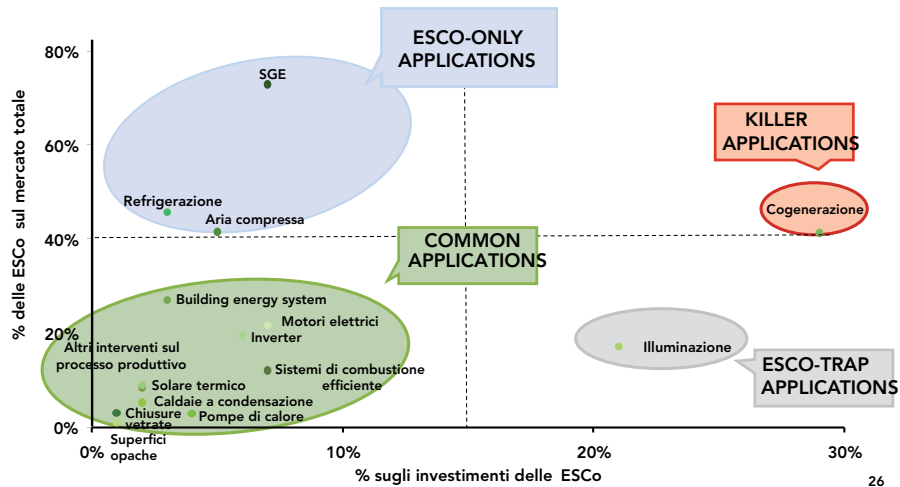 ESCO-ONLY
APPLICATIONS
80%
SGE
KILLER
APPLICATIONS
60%
Refrigerazione
Aria compressa
Cogenerazione
40%
COMMON
APPLICATIONS
Building energy system
Motori elettrici
20%
Inverter
Altri interventi sul
processo produttivo
Illuminazione
Sistemi di combustione
efficiente
ESCO-TRAP
APPLICATIONS
Solare termico
Caldaie a condensazione
Chiusure
vetrate
Pompe di calore
0%
Superfici
opache
0%
10%
20%
30%
% delle ESCo sul mercato totale
% sugli investimenti delle ESCo
26